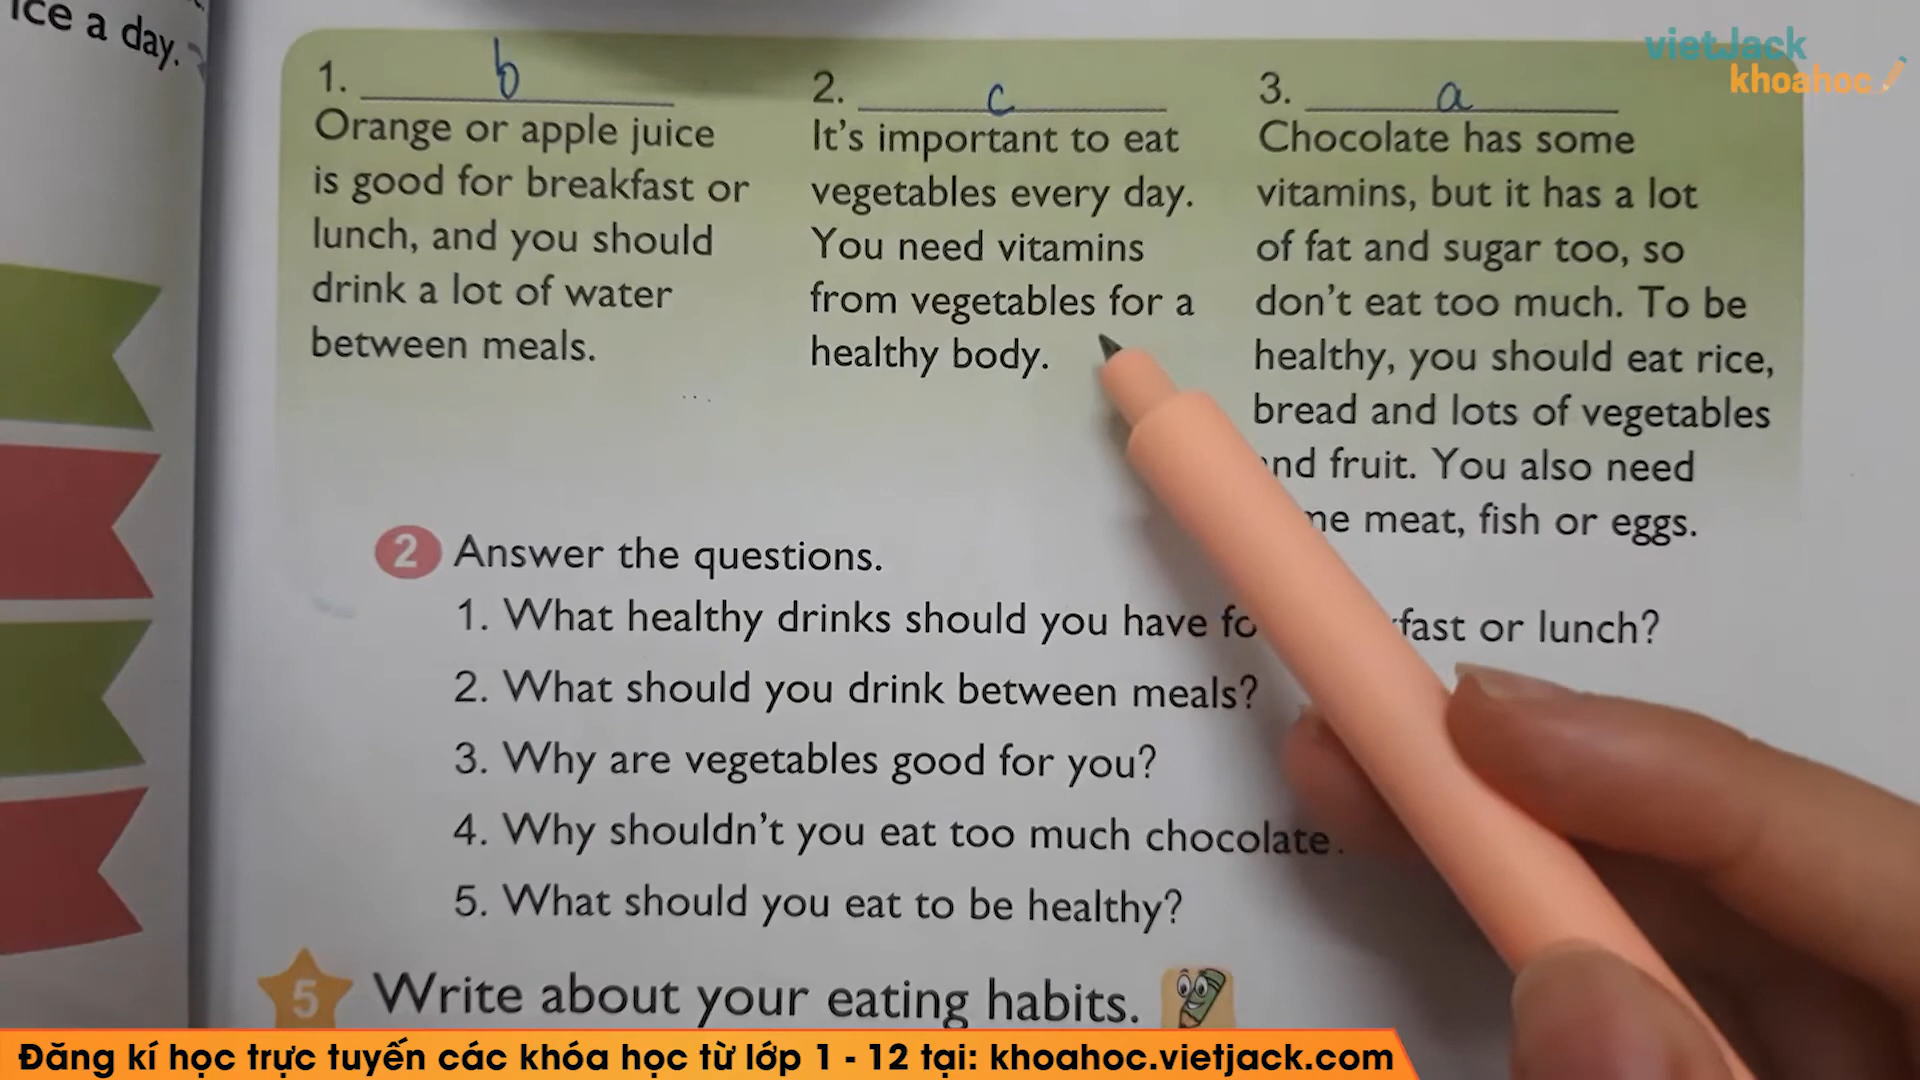 ice a day.
vietJack
khoahoc
1. b
Orange or apple juice
is good for breakfast or
lunch, and you should
drink a lot of water
between meals.
2. c
It's important to eat
vegetables every day.
You need vitamins
from vegetables for a
healthy body.
3. a
Chocolate has some
vitamins, but it has a lot
of fat and sugar too, so
don't eat too much. To be
healthy, you should eat rice,
bread and lots of vegetables
nd fruit. You also need
me meat, fish or eggs.
2 Answer the questions.
1. What healthy drinks should you have fo fast or lunch?
2. What should you drink between meals?
3. Why are vegetables good for you?
4. Why shouldn't you eat too much chocolate.
5. What should you eat to be healthy?
5 Write about your eating habits.
Đăng kí học trực tuyến các khóa học từ lớp 1 - 12 tại: khoahoc.vietjack.com